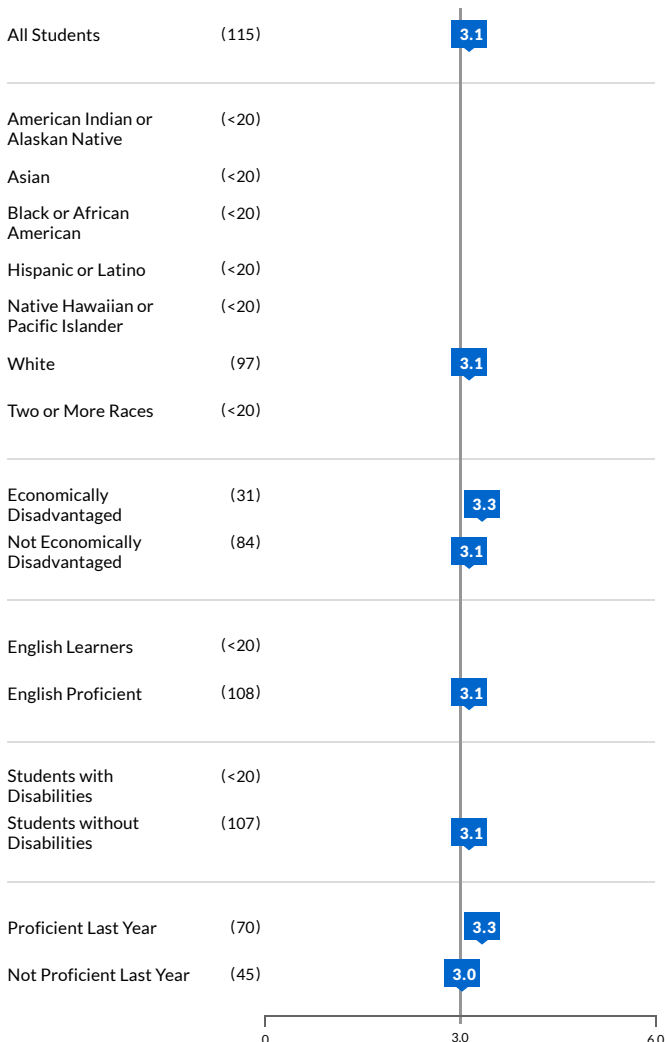 All Students (115) 3.1
American Indian or (<20)
Alaskan Native
Asian (<20)
Black or African (<20)
American
Hispanic or Latino (<20)
Native Hawaiian or (<20)
Pacific Islander
White (97) 3.1
Two or More Races (<20)
Economically (31) 3.3
Disadvantaged
Not Economically (84) 3.1
Disadvantaged
English Learners (<20)
English Proficient (108) 3.1
Students with (<20)
Disabilities
Students without (107) 3.1
Disabilities
Proficient Last Year (70) 3.3
Not Proficient Last Year (45) 3.0
0 3.0 6.0